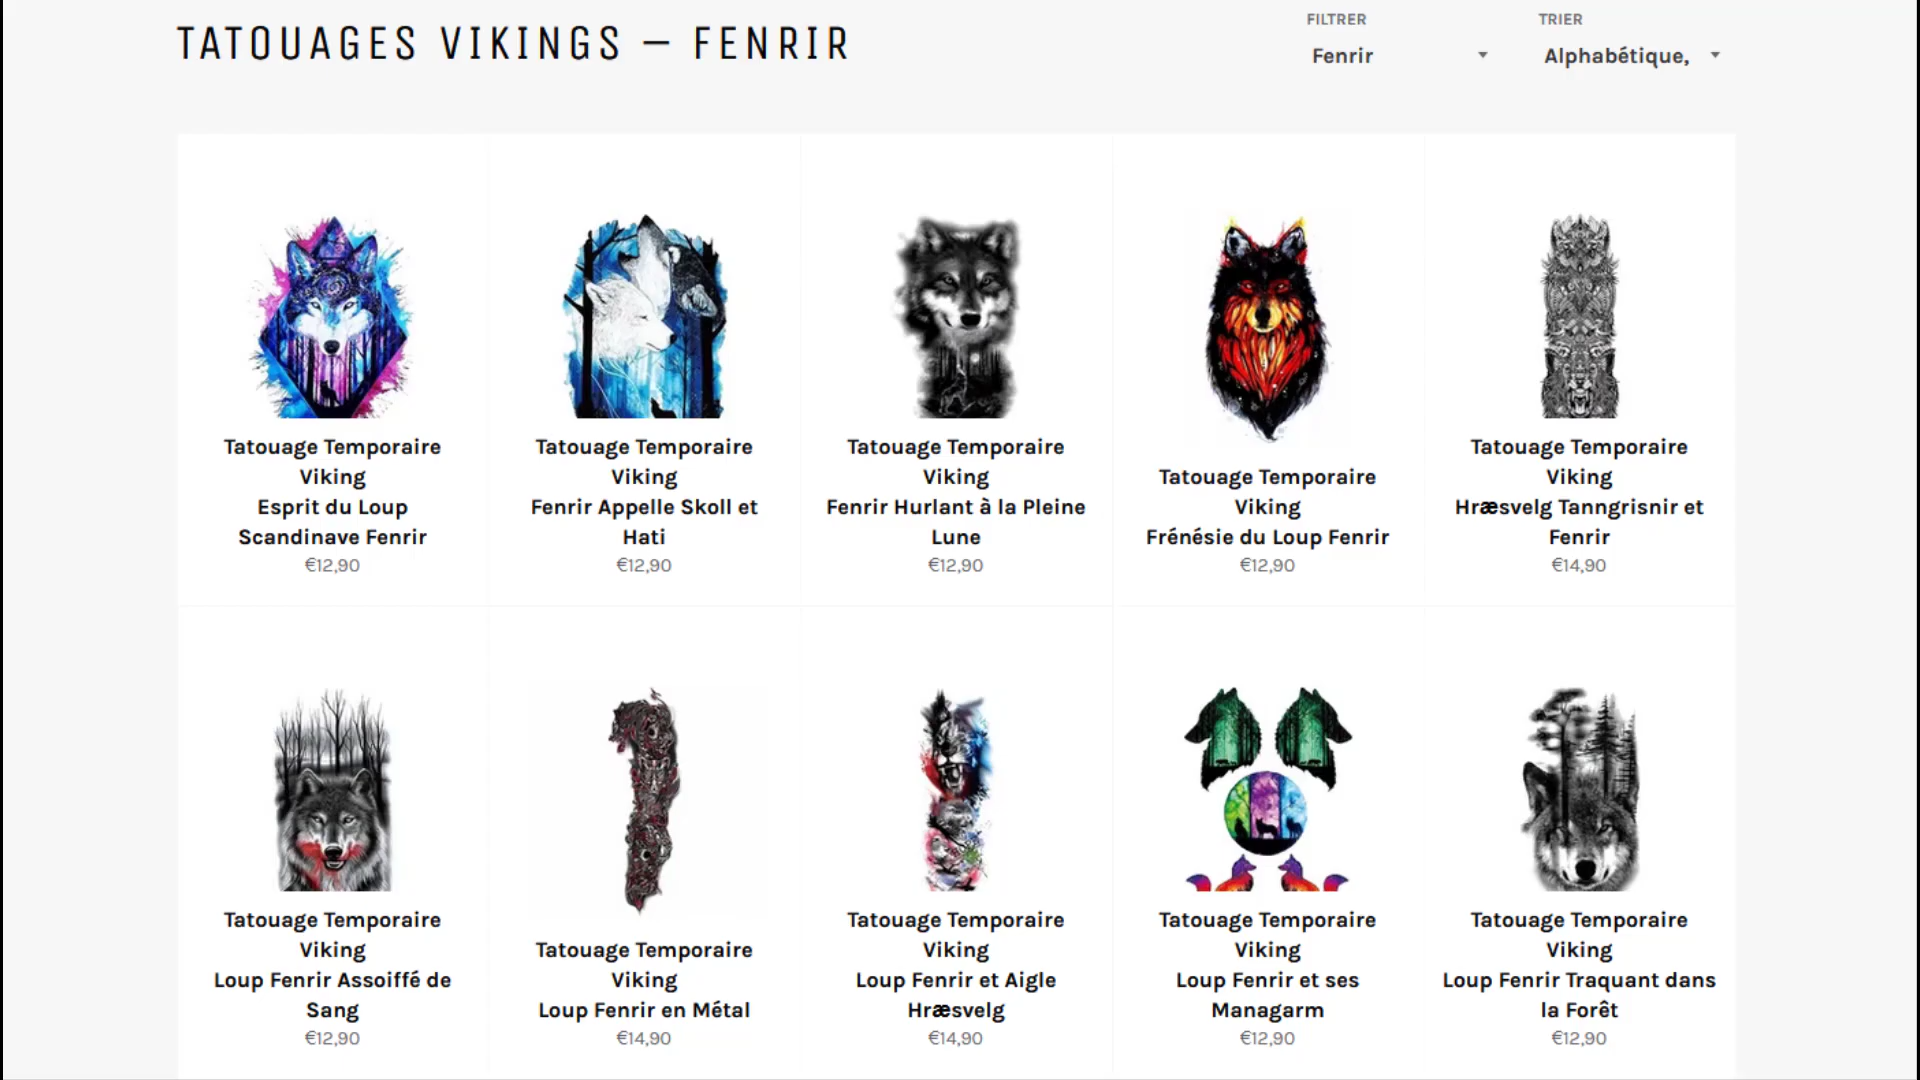 TATOUAGES VIKINGS — FENRIR
FILTRER
Fenrir
TRIER
Alphabétique,
Tatouage Temporaire
Viking
Esprit du Loup
Scandinave Fenrir
€12,90
Tatouage Temporaire
Viking
Fenrir Appelle Skoll et
Hati
€12,90
Tatouage Temporaire
Viking
Fenrir Hurlant à la Pleine
Lune
€12,90
Tatouage Temporaire
Viking
Frénésie du Loup Fenrir
€12,90
Tatouage Temporaire
Viking
Hræsvelg Tanngrisnir et
Fenrir
€14,90
Tatouage Temporaire
Viking
Loup Fenrir Assoiffé de
Sang
€12,90
Tatouage Temporaire
Viking
Loup Fenrir en Métal
€14,90
Tatouage Temporaire
Viking
Loup Fenrir et Aigle
Hræsvelg
€14,90
Tatouage Temporaire
Viking
Loup Fenrir et ses
Managarm
€12,90
Tatouage Temporaire
Viking
Loup Fenrir Traquant dans
la Forêt
€12,90